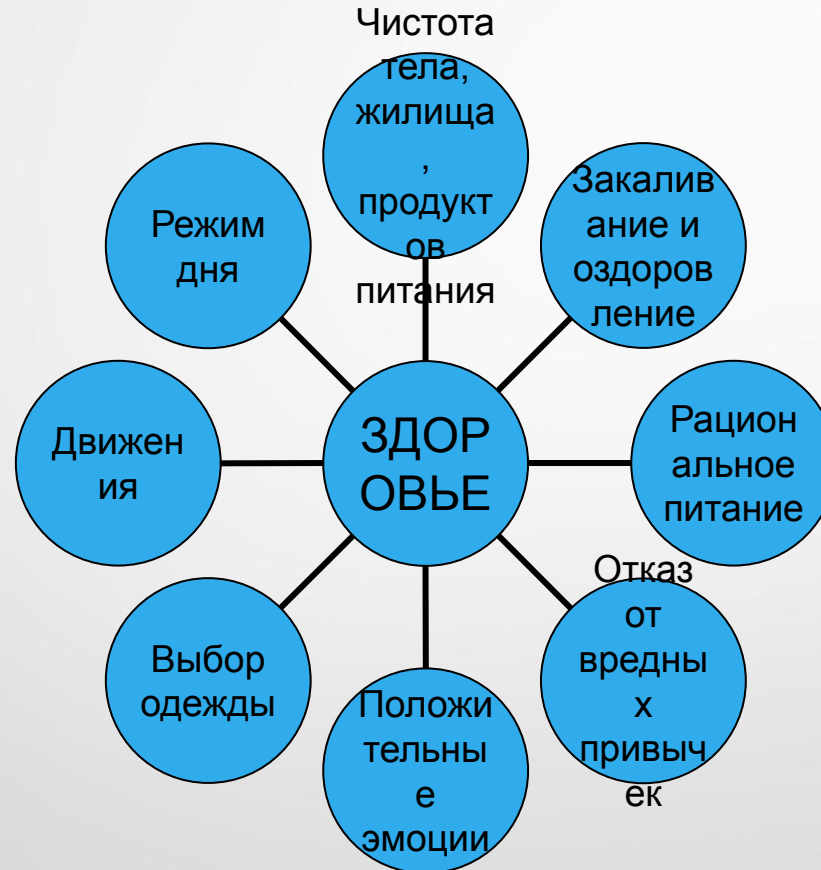 Чистота
тела,
жилища
,
продукт
ов
питания
Закалив
ание и
оздоров
ление
Рацион
альное
питание
Отказ
от
вредны
х
привыч
ек
Положи
тельны
е
эмоции
Выбор
одежды
Движен
ия
Режим
дня
ЗДОР
ОВЬЕ